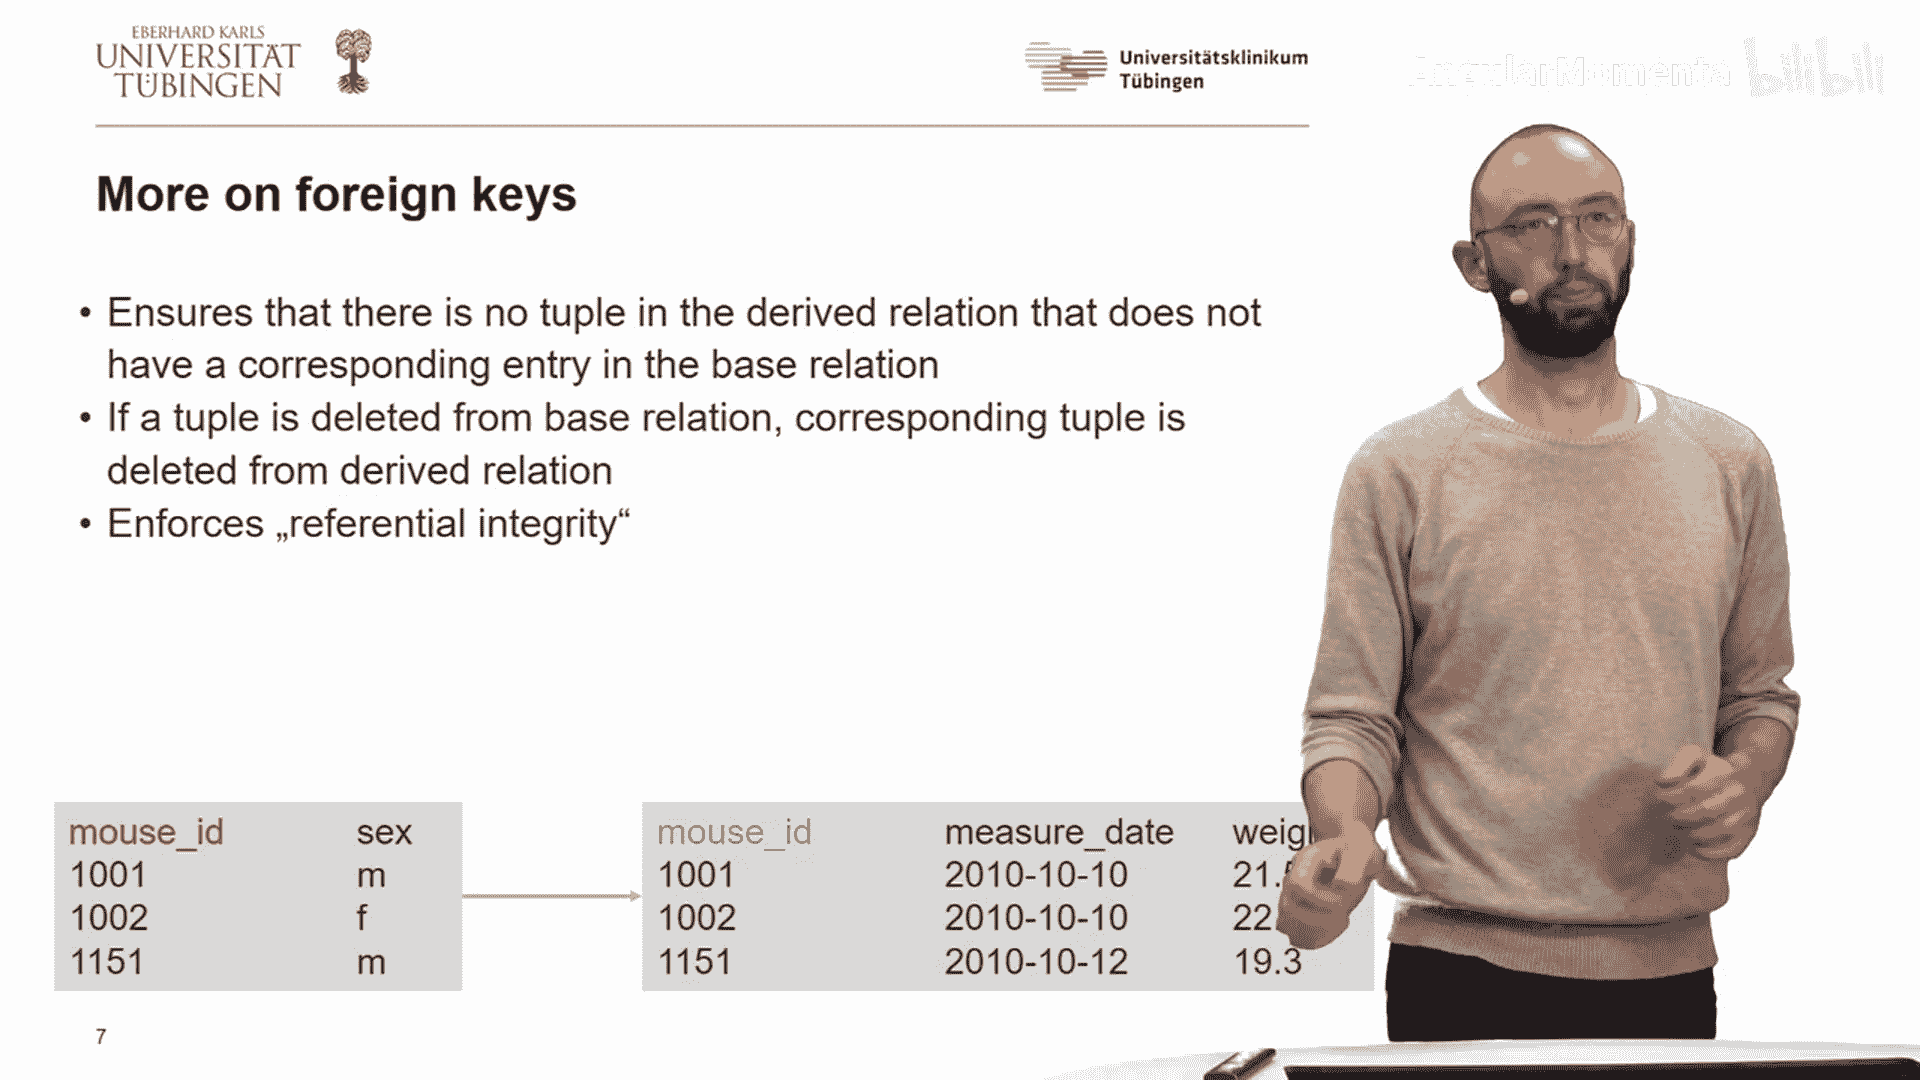 EBERHARD KARLS
UNIVERSITÄT
TÜBINGEN
Universitätsklinikum
Tübingen
AngularMomenta bilibili
More on foreign keys
• Ensures that there is no tuple in the derived relation that does not
have a corresponding entry in the base relation
• If a tuple is deleted from base relation, corresponding tuple is
deleted from derived relation
• Enforces „referential integrity“
mouse_id sex
1001 m
1002 f
1151 m
mouse_id measure_date
1001 2010-10-10
1002 2010-10-10
1151 2010-10-12 19.3
7